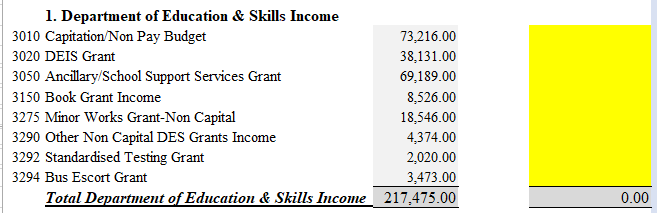 1. Department of Education & Skills Income
3010 Capitation/Non Pay Budget 73,216.00
3020 DEIS Grant 38,131.00
3050 Ancillary/School Support Services Grant 69,189.00
3150 Book Grant Income 8,526.00
3275 Minor Works Grant-Non Capital 18,546.00
3290 Other Non Capital DES Grants Income 4,374.00
3292 Standardised Testing Grant 2,020.00
3294 Bus Escort Grant 3,473.00
Total Department of Education & Skills Income 217,475.00 0.00